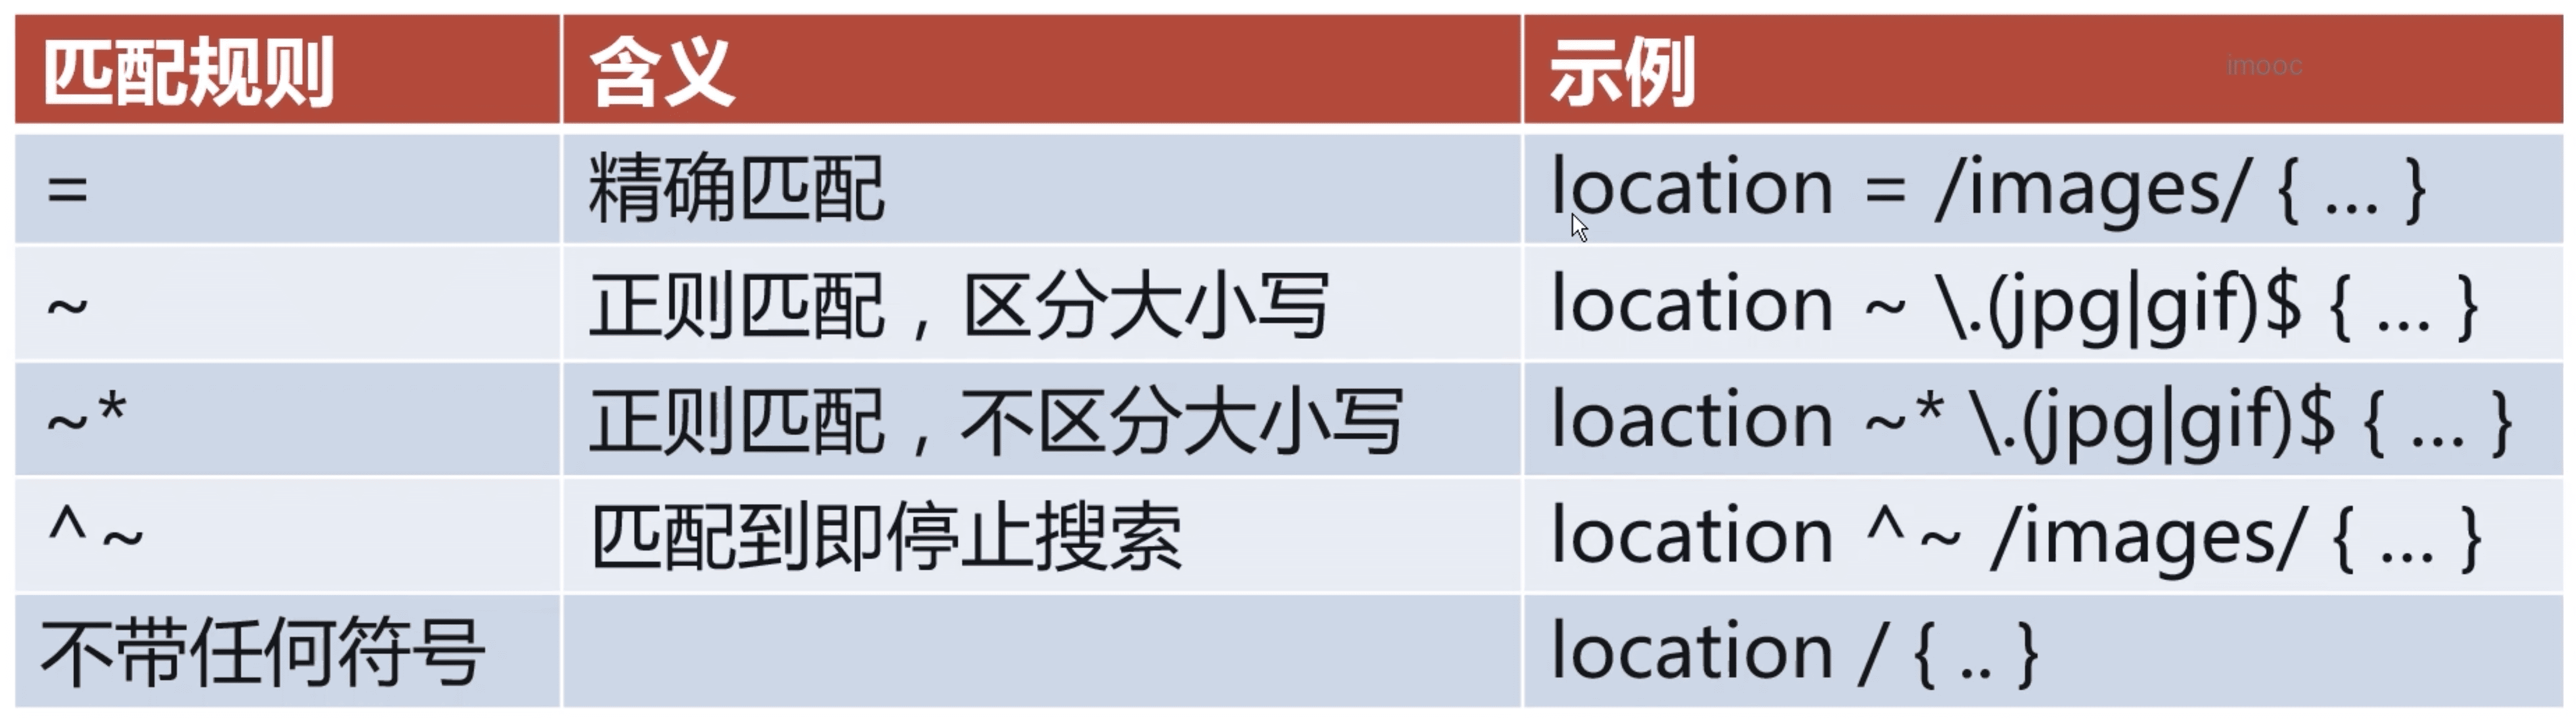 匹配规则 含义 示例 imooc
= 精确匹配 location = /images/ { ... }
~ 正则匹配，区分大小写 location ~ \.(jpg|gif)$ { ... }
~* 正则匹配，不区分大小写 loaction ~* \.(jpg|gif)$ { ... }
^~ 匹配到即停止搜索 location ^~ /images/ { ... }
不带任何符号 location / { .. }